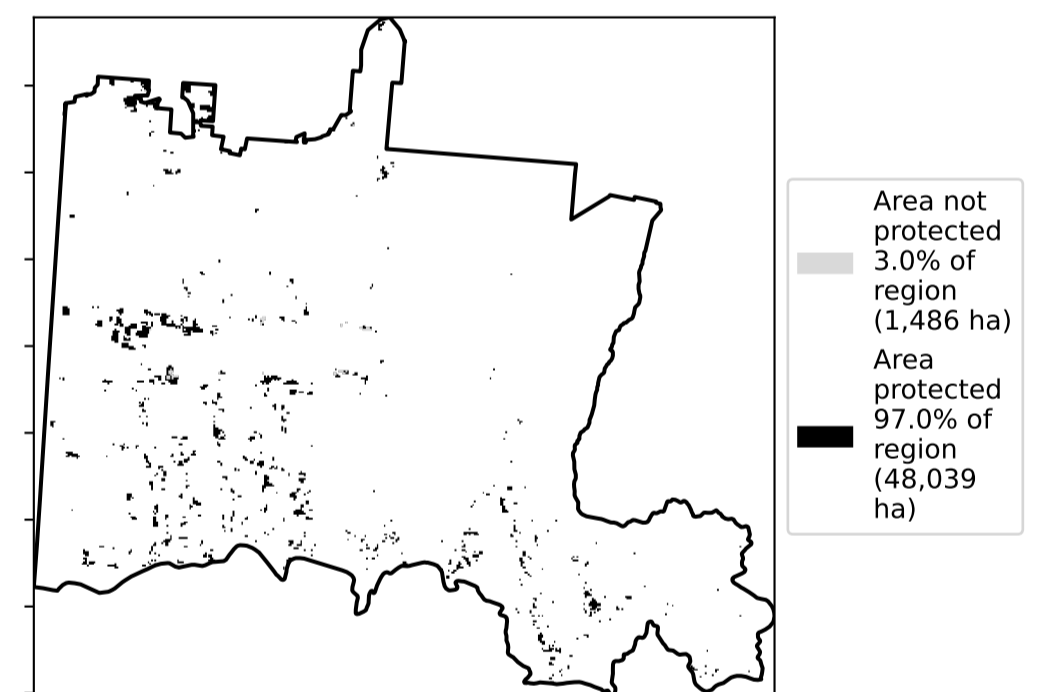 Area not
protected
3.0% of
region
(1,486 ha)
Area
protected
97.0% of
region
(48,039
ha)